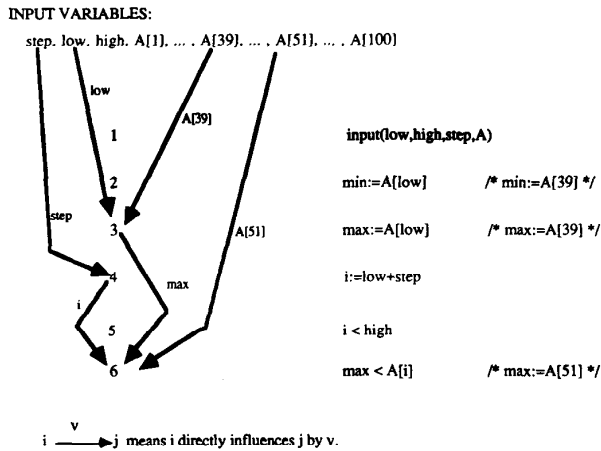 INPUT VARIABLES:
step, low, high, A[1], ... , A[39], ... , A[51], ... , A[100]
low
A[39]
1 input(low,high,step,A)
2 min:=A[low] /* min:=A[39] */
step
3 A[51] max:=A[low] /* max:=A[39] */
4 max i:=low+step
i
5 i < high
6 max < A[i] /* max:=A[51] */
v
i j means i directly influences j by v.